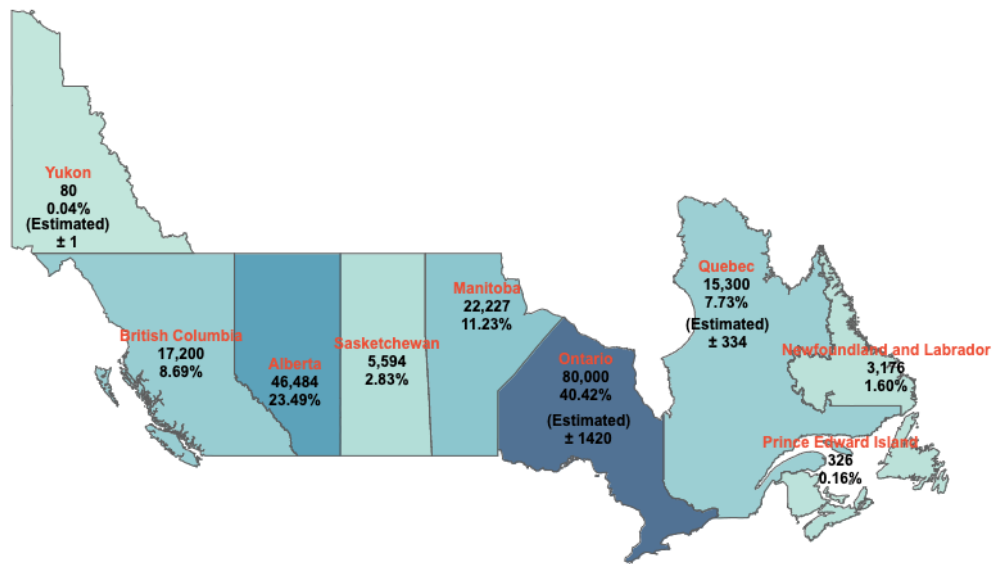 Yukon
80
0.04%
(Estimated)
± 1
British Columbia
17,200
8.69%
Alberta
46,484
23.49%
Sasketchewan
5,594
2.83%
Manitoba
22,227
11.23%
Ontario
80,000
40.42%
(Estimated)
± 1420
Quebec
15,300
7.73%
(Estimated)
± 334
Newfoundland and Labrador
3,176
1.60%
Prince Edward Island
326
0.16%